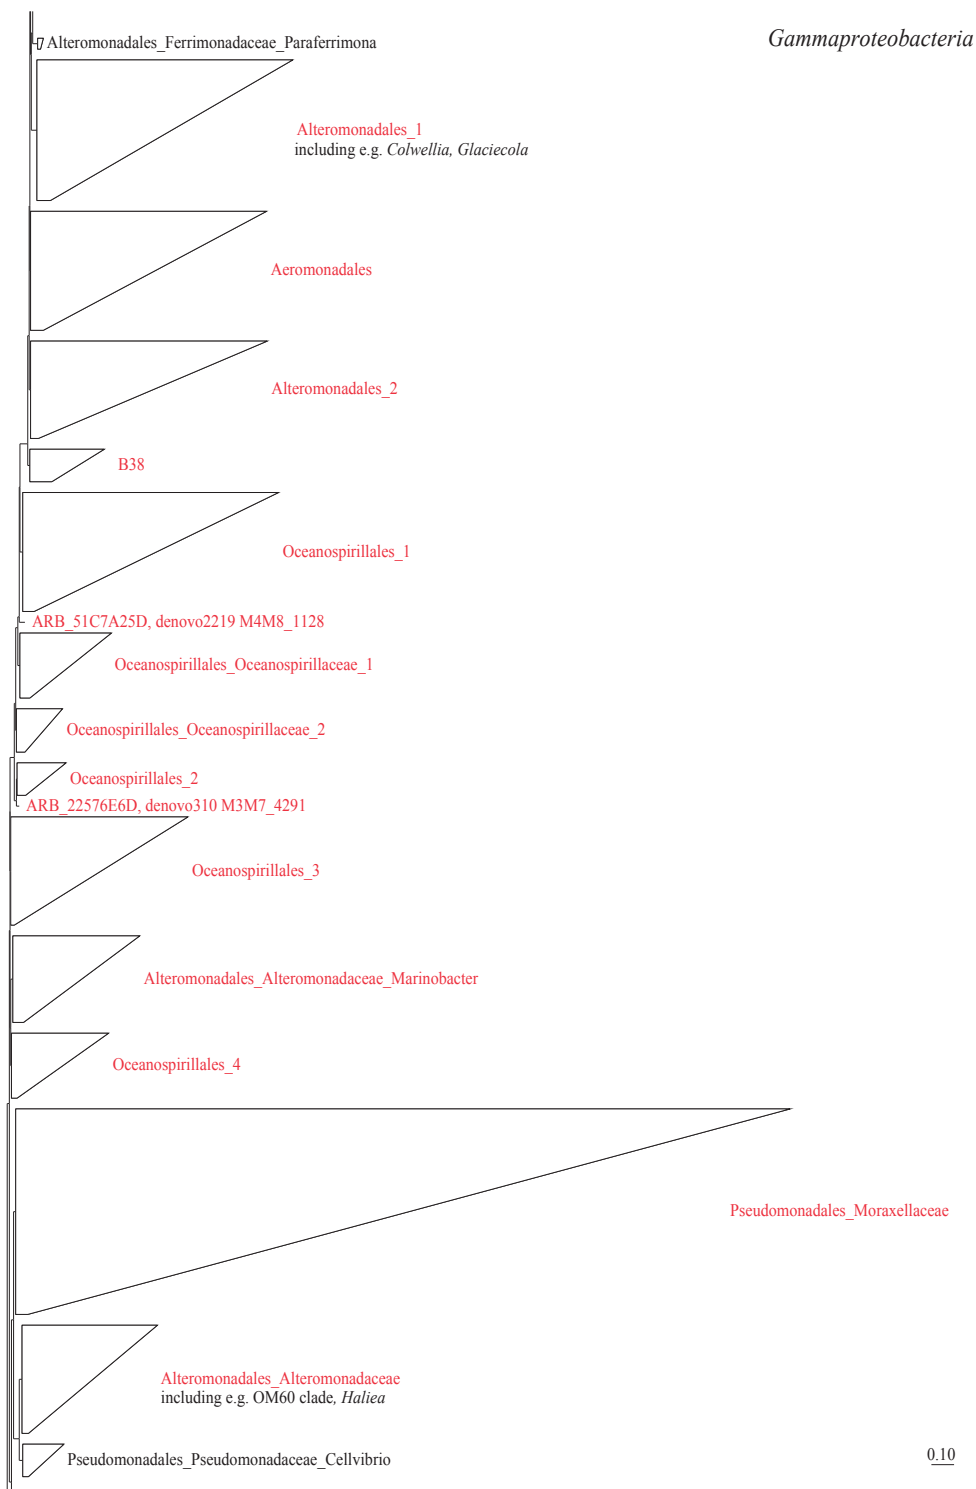 Gammaproteobacteria
Alteromonadales_Ferrimonadaceae_Paraferrimona
Alteromonadales_1
including e.g. Colwellia, Glaciecola
Aeromonadales
Alteromonadales_2
B38
Oceanospirillales_1
ARB_51C7A25D, denovo2219 M4M8_1128
Oceanospirillales_Oceanospirillaceae_1
Oceanospirillales_Oceanospirillaceae_2
Oceanospirillales_2
ARB_22576E6D, denovo310 M3M7_4291
Oceanospirillales_3
Alteromonadales_Alteromonadaceae_Marinobacter
Oceanospirillales_4
Pseudomonadales_Moraxellaceae
Alteromonadales_Alteromonadaceae
including e.g. OM60 clade, Haliea
Pseudomonadales_Pseudomonadaceae_Cellvibrio
0.10